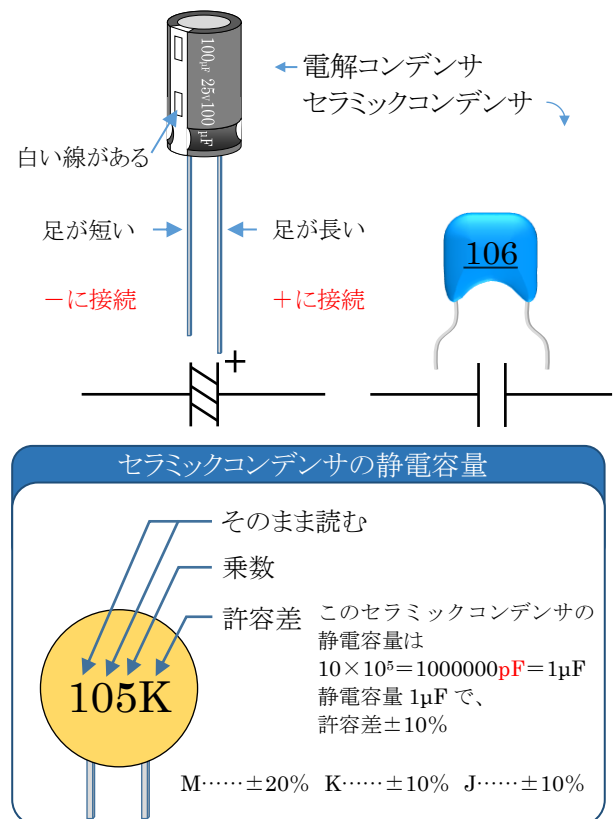 100μF 25V100 μF
←電解コンデンサ
セラミックコンデンサ
白い線がある
足が短い
足が長い
－に接続
＋に接続
106
+
セラミックコンデンサの静電容量
そのまま読む
乗数
許容差
このセラミックコンデンサの
静電容量は
10×10⁵＝1000000pF＝1μF
静電容量 1μF で、
許容差±10%
105K
M……±20% K……±10% J……±10%